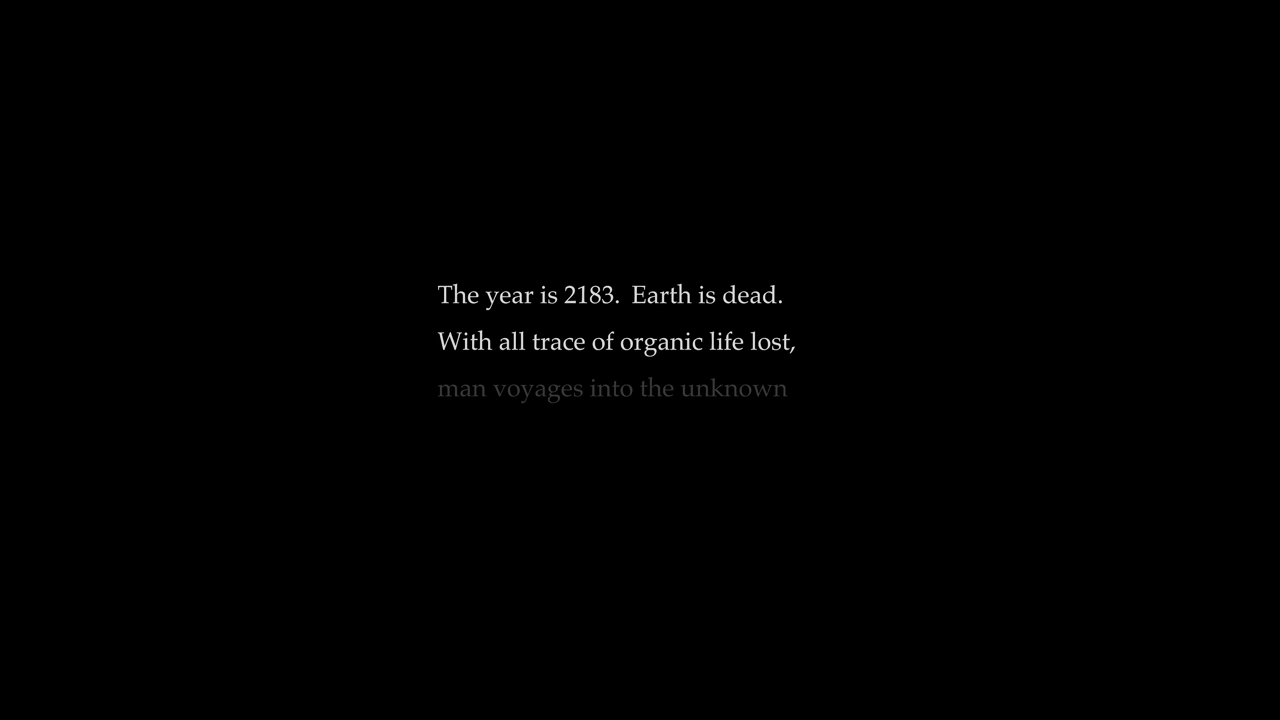 The year is 2183.  Earth is dead.
With all trace of organic life lost,
man voyages into the unknown